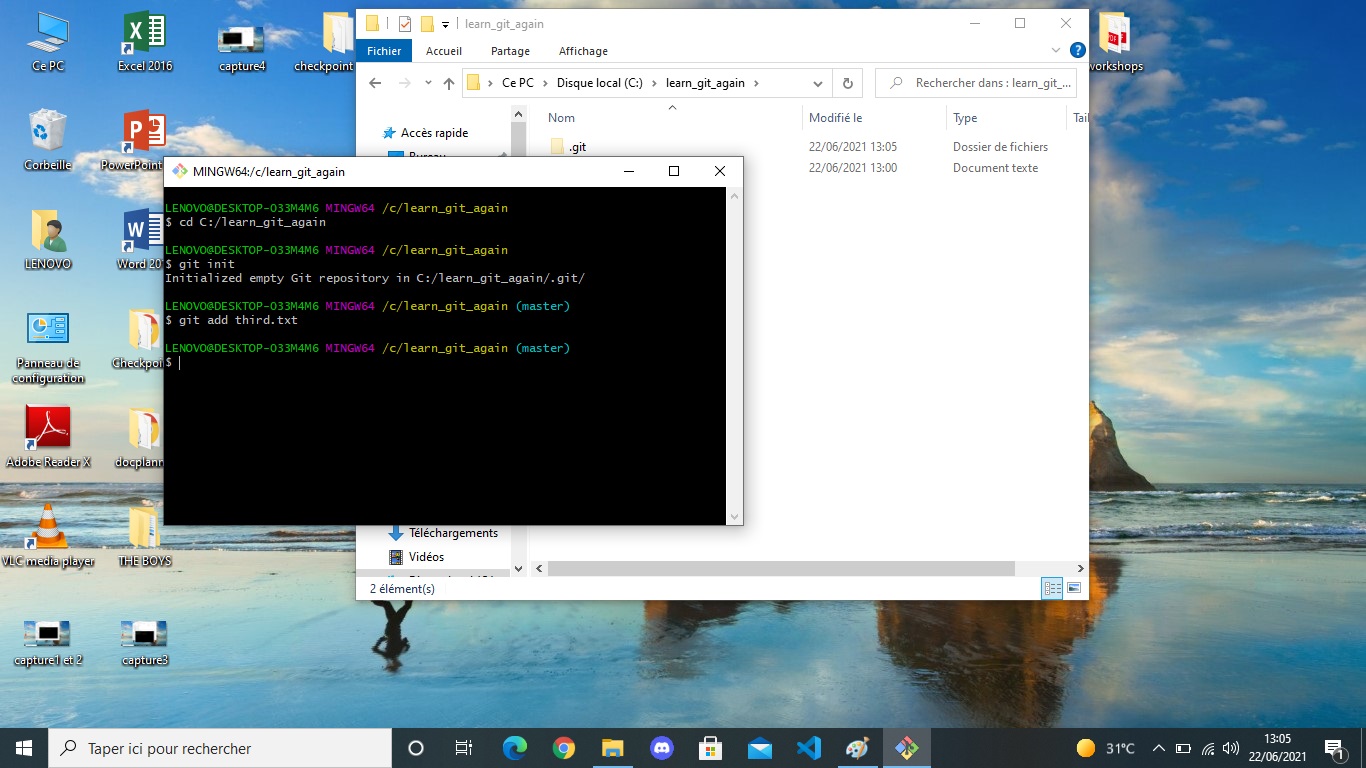 Ce PC
Excel 2016
capture4
checkpoint
workshops
Corbeille
PowerPoint
LENOVO
Word 20
Panneau de
configuration
Checkpoi
Adobe Reader X
docplann
VLC media player
THE BOYS
capture1 et 2
capture3
learn_git_again
Fichier
Accueil
Partage
Affichage
?
Ce PC
Disque local (C:)
learn_git_again
Rechercher dans : learn_git_...
Accès rapide
Bureau
Nom
Modifié le
Type
Tail
.git
22/06/2021 13:05
Dossier de fichiers
22/06/2021 13:00
Document texte
MINGW64:/c/learn_git_again
LENOVO@DESKTOP-O33M4M6 MINGW64 /c/learn_git_again
$ cd C:/learn_git_again
LENOVO@DESKTOP-O33M4M6 MINGW64 /c/learn_git_again
$ git init
Initialized empty Git repository in C:/learn_git_again/.git/
LENOVO@DESKTOP-O33M4M6 MINGW64 /c/learn_git_again (master)
$ git add third.txt
LENOVO@DESKTOP-O33M4M6 MINGW64 /c/learn_git_again (master)
$
Téléchargements
Vidéos
2 élément(s)
Taper ici pour rechercher
31°C
13:05
22/06/2021
1